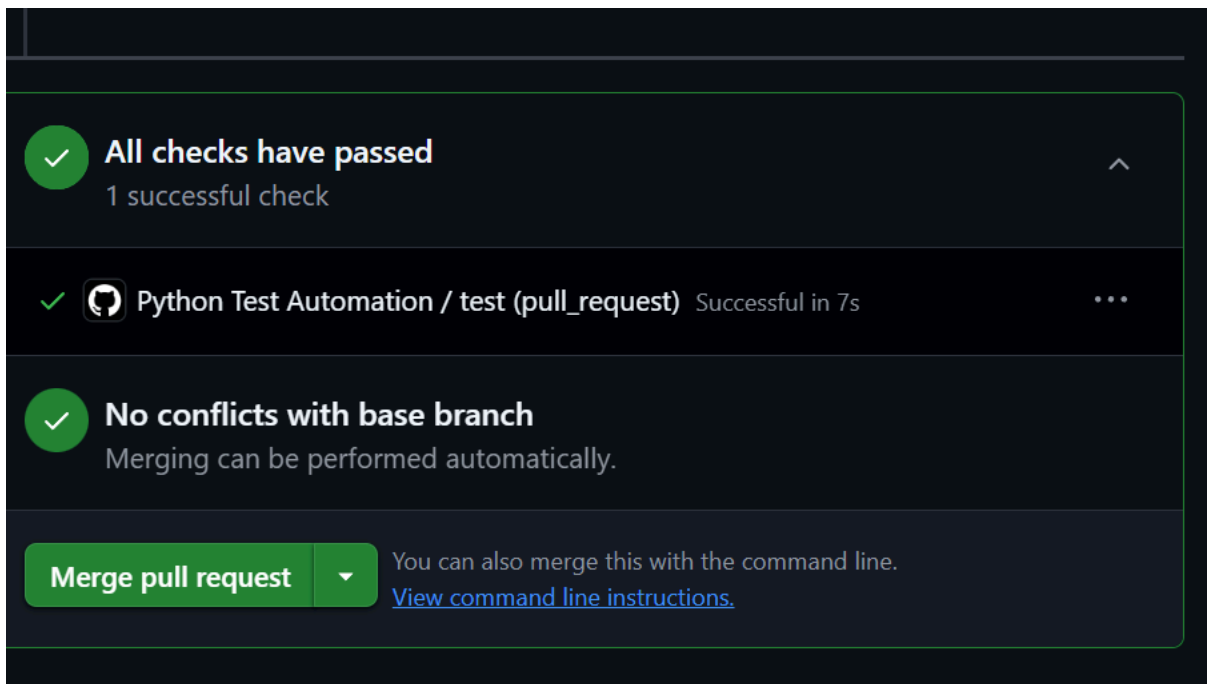 All checks have passed
1 successful check
Python Test Automation / test (pull_request) Successful in 7s
No conflicts with base branch
Merging can be performed automatically.
Merge pull request
You can also merge this with the command line.
View command line instructions.